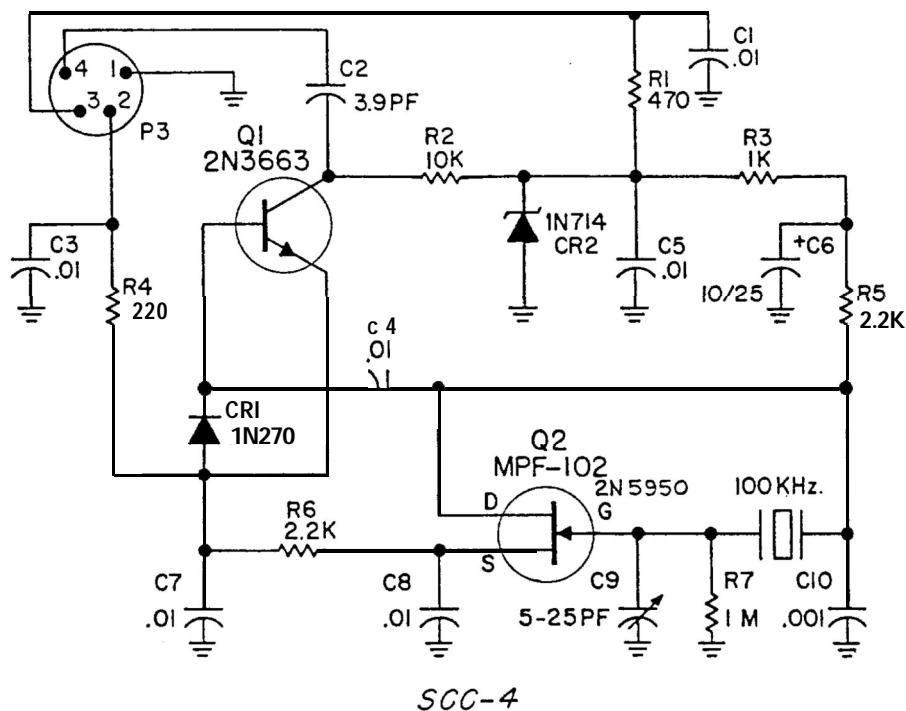 C1
.01
4 1
3 2
P3
C2
3.9PF
R1
470
Q1
2N3663
R2
10K
R3
1K
C3
.01
R4
220
1N714
CR2
C5
.01
+C6
10/25
R5
2.2K
c 4
.01
CR1
1N270
Q2
MPF-102
2N5950
D
G
S
100KHz.
R6
2.2K
C7
.01
C8
.01
C9
5-25PF
R7
1 M
C10
.001
SCC-4